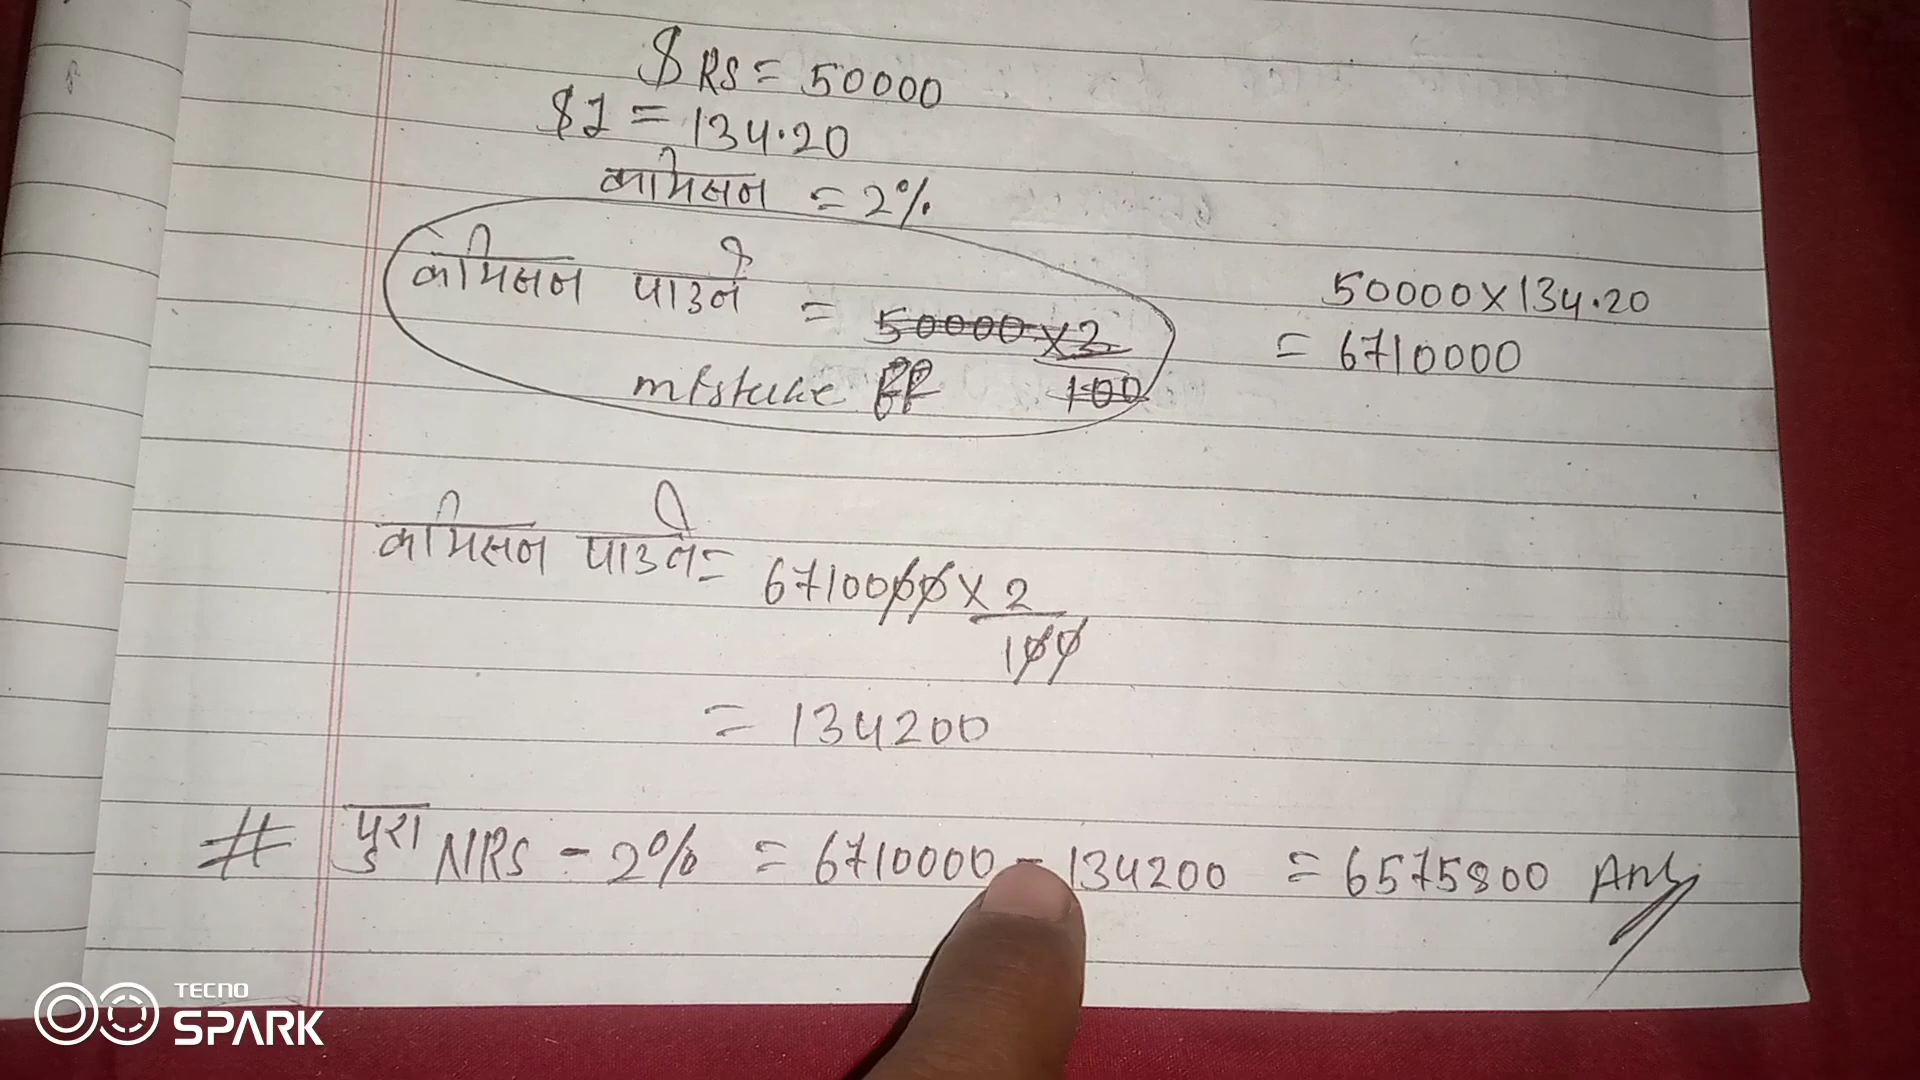 $ RS = 50000
$1 = 134.20
कमिसन = 2%
कमिसन पाउने = 50000 x 2
100
mistake
50000 x 134.20
= 6710000
कमिसन पाउने = 6710000 x 2
100
= 134200
# पुरा NRS - 2% = 6710000 - 134200 = 6575800 Ans
TECNO
SPARK